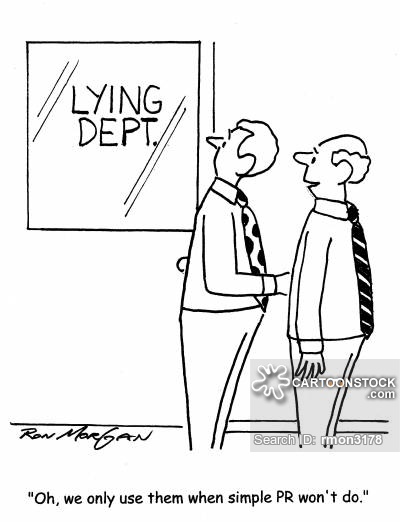 LYING
DEPT.
CARTOONSTOCK
.com
Search ID: rmon3178
RON MORGAN
"Oh, we only use them when simple PR won't do."